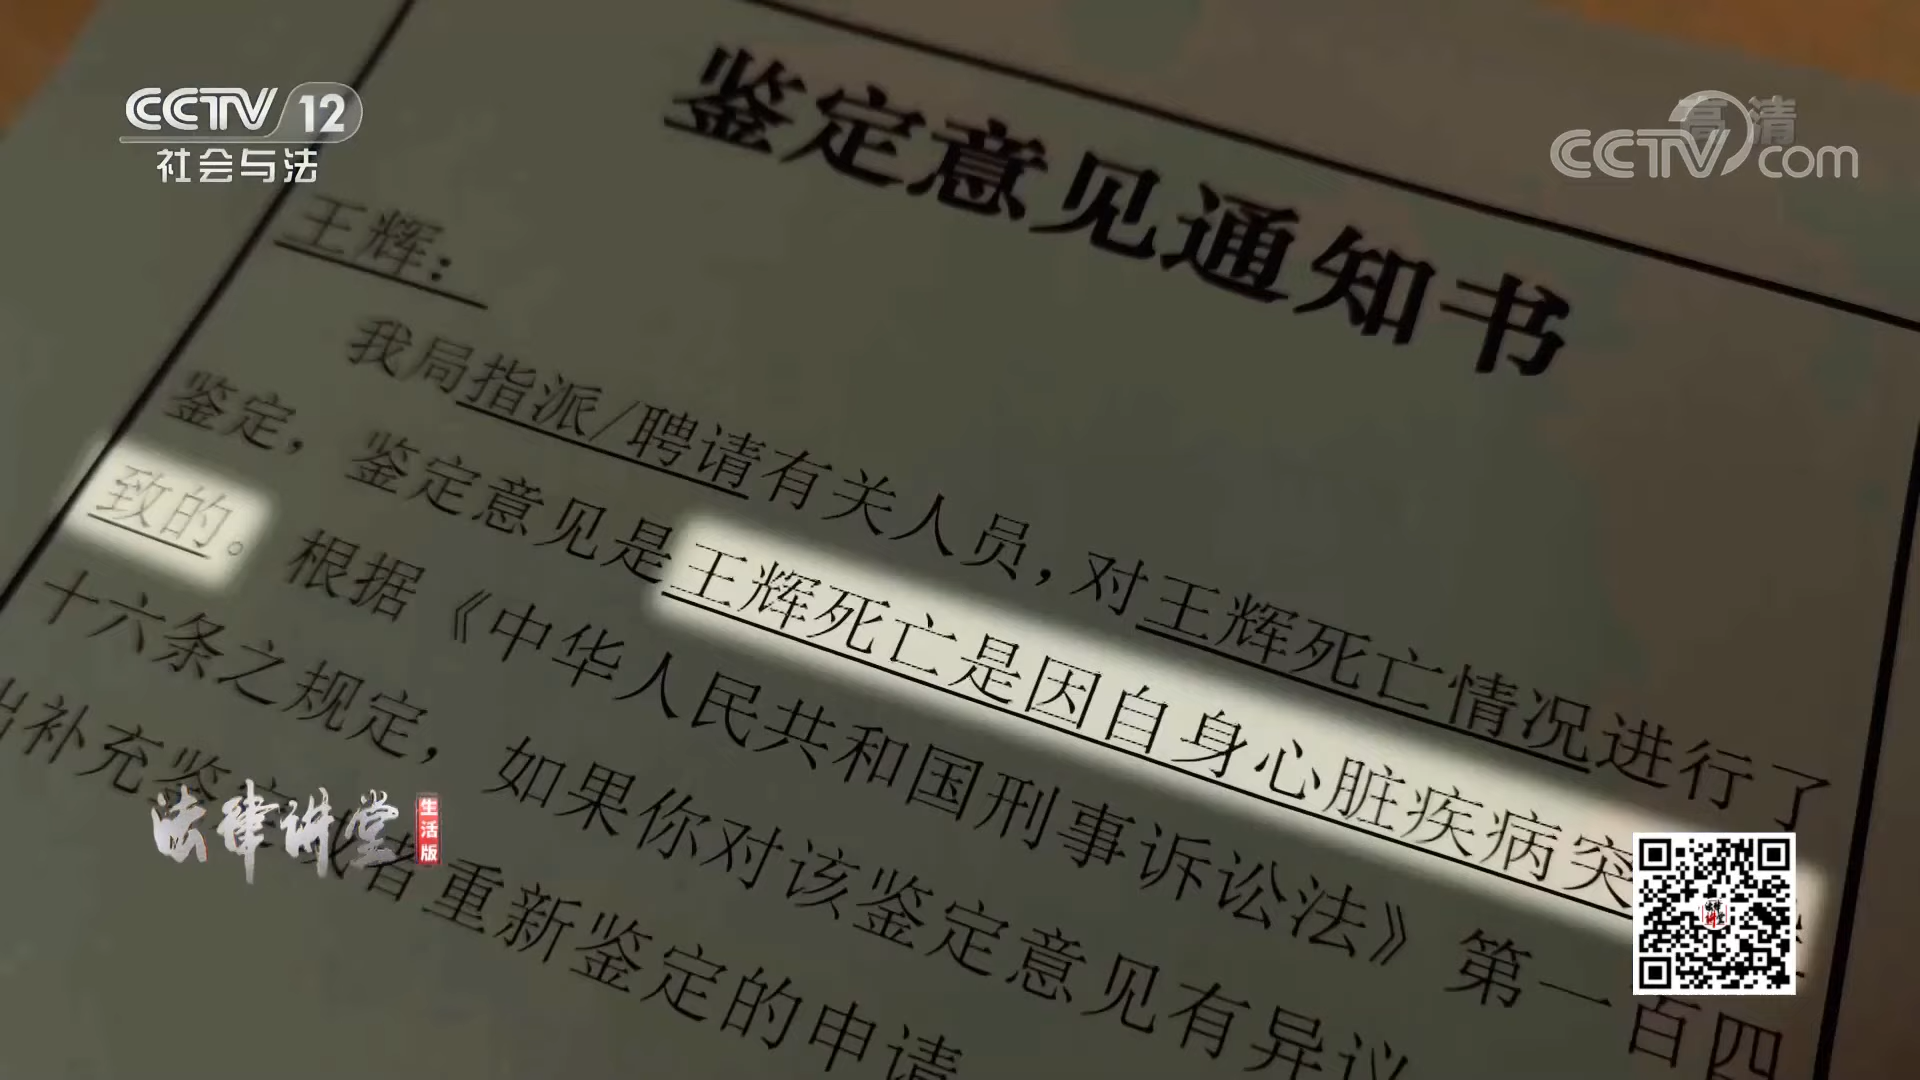 CCTV 12
社会与法
高清
CCTV.com
鉴定意见通知书
王辉：
我局指派/聘请有关人员，对王辉死亡情况进行了
鉴定，鉴定意见是王辉死亡是因自身心脏疾病突
致的。根据《中华人民共和国刑事诉讼法》第一百四
十六条之规定，如果你对该鉴定意见有异议
出补充鉴定或者重新鉴定的申请
法律讲堂
生活版